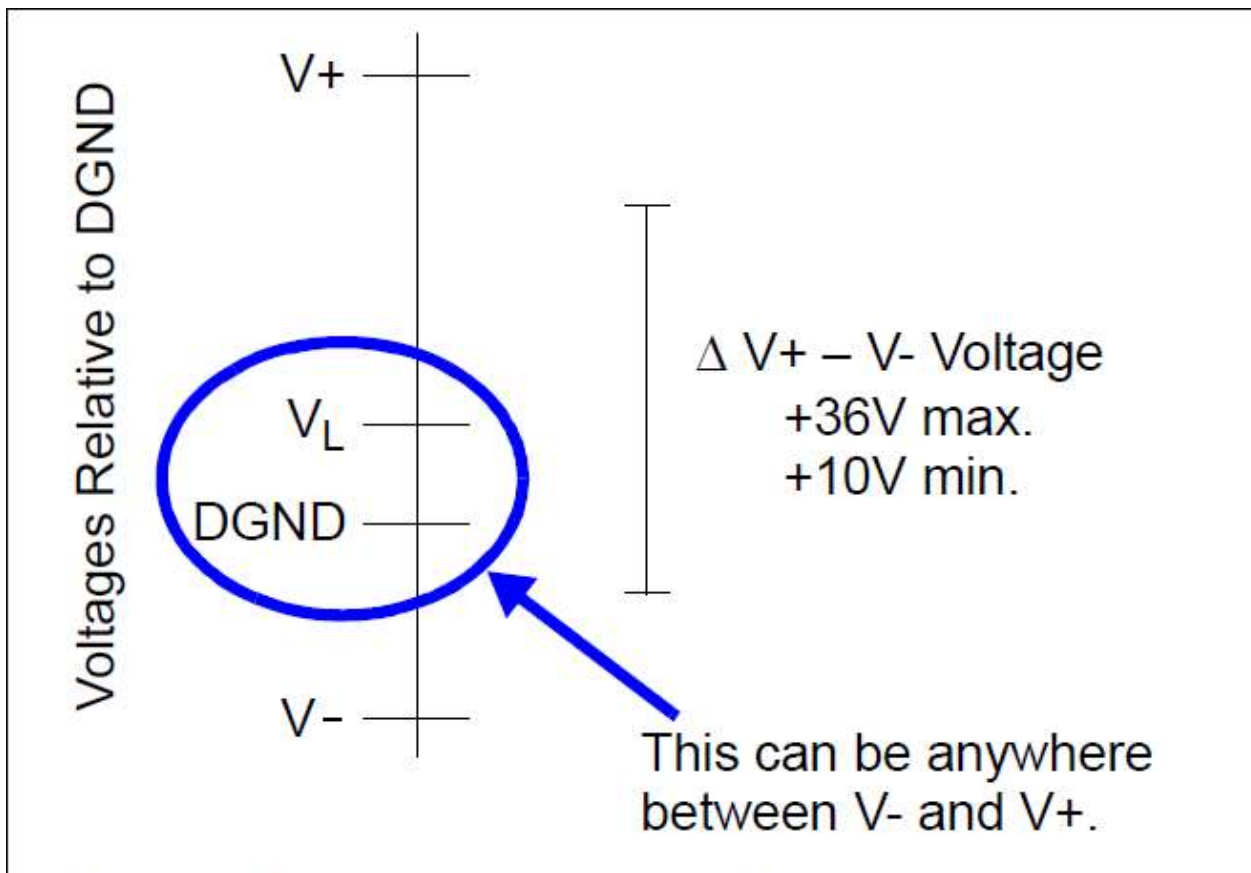 Voltages Relative to DGND
V+
VL
DGND
V-
Δ V+ – V- Voltage
+36V max.
+10V min.
This can be anywhere
between V- and V+.